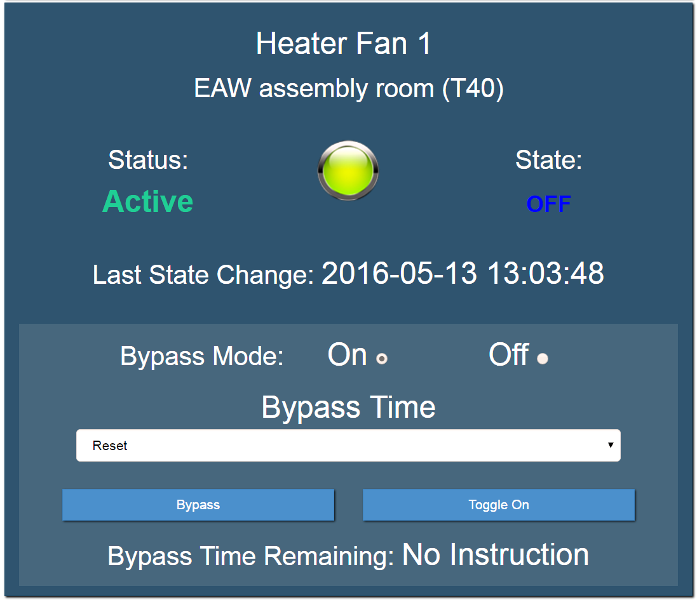 Heater Fan 1
EAW assembly room (T40)
Status:
State:
Active
OFF
Last State Change: 2016-05-13 13:03:48
Bypass Mode: On Off
Bypass Time
Reset
Bypass
Toggle On
Bypass Time Remaining: No Instruction